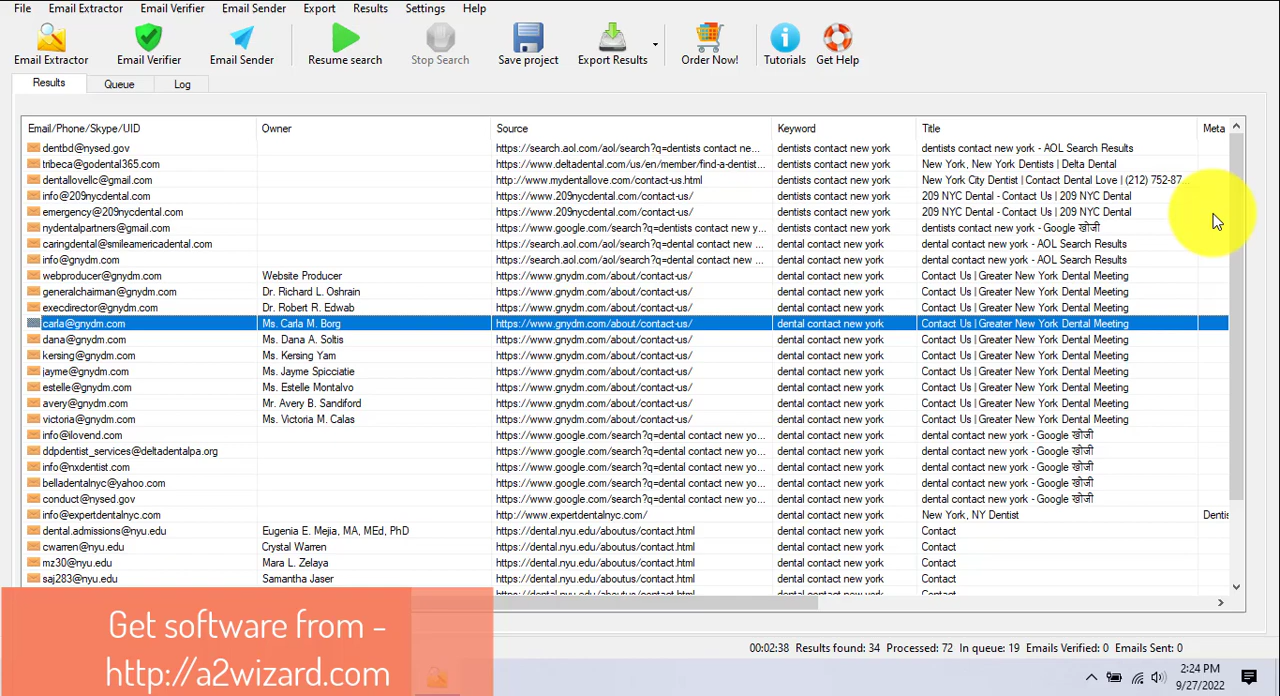 File Email Extractor Email Verifier Email Sender Export Results Settings Help
Email Extractor Email Verifier Email Sender Resume search Stop Search Save project Export Results Order Now! Tutorials Get Help
Results Queue Log
Email/Phone/Skype/UID Owner Source Keyword Title Meta
dentbd@nysed.gov https://search.aol.com/aol/search?q=dentists contact ne... dentists contact new york dentists contact new york - AOL Search Results
tribeca@godental365.com https://www.deltadental.com/us/en/member/find-a-dentist... dentists contact new york New York, New York Dentists | Delta Dental
dentallovellc@gmail.com http://www.mydentallove.com/contact-us.html dentists contact new york New York City Dentist | Contact Dental Love | (212) 752-87...
info@209nycdental.com https://www.209nycdental.com/contact-us/ dentists contact new york 209 NYC Dental - Contact Us | 209 NYC Dental
emergency@209nycdental.com https://www.209nycdental.com/contact-us/ dentists contact new york 209 NYC Dental - Contact Us | 209 NYC Dental
nydentalpartners@gmail.com https://www.google.com/search?q=dentists contact new y... dentists contact new york dentists contact new york - Google खोजी
caringdental@smileamericadental.com https://search.aol.com/aol/search?q=dental contact new ... dental contact new york dental contact new york - AOL Search Results
info@gnydm.com https://search.aol.com/aol/search?q=dental contact new ... dental contact new york dental contact new york - AOL Search Results
webproducer@gnydm.com Website Producer https://www.gnydm.com/about/contact-us/ dental contact new york Contact Us | Greater New York Dental Meeting
generalchairman@gnydm.com Dr. Richard L. Oshrain https://www.gnydm.com/about/contact-us/ dental contact new york Contact Us | Greater New York Dental Meeting
execdirector@gnydm.com Dr. Robert R. Edwab https://www.gnydm.com/about/contact-us/ dental contact new york Contact Us | Greater New York Dental Meeting
carla@gnydm.com Ms. Carla M. Borg https://www.gnydm.com/about/contact-us/ dental contact new york Contact Us | Greater New York Dental Meeting
dana@gnydm.com Ms. Dana A. Soltis https://www.gnydm.com/about/contact-us/ dental contact new york Contact Us | Greater New York Dental Meeting
kersing@gnydm.com Ms. Kersing Yam https://www.gnydm.com/about/contact-us/ dental contact new york Contact Us | Greater New York Dental Meeting
jayme@gnydm.com Ms. Jayme Spicciatie https://www.gnydm.com/about/contact-us/ dental contact new york Contact Us | Greater New York Dental Meeting
estelle@gnydm.com Ms. Estelle Montalvo https://www.gnydm.com/about/contact-us/ dental contact new york Contact Us | Greater New York Dental Meeting
avery@gnydm.com Mr. Avery B. Sandiford https://www.gnydm.com/about/contact-us/ dental contact new york Contact Us | Greater New York Dental Meeting
victoria@gnydm.com Ms. Victoria M. Calas https://www.gnydm.com/about/contact-us/ dental contact new york Contact Us | Greater New York Dental Meeting
info@ilovend.com https://www.google.com/search?q=dental contact new yo... dental contact new york dental contact new york - Google खोजी
ddpdentist_services@deltadentalpa.org https://www.google.com/search?q=dental contact new yo... dental contact new york dental contact new york - Google खोजी
info@nxdentist.com https://www.google.com/search?q=dental contact new yo... dental contact new york dental contact new york - Google खोजी
belladentalnyc@yahoo.com https://www.google.com/search?q=dental contact new yo... dental contact new york dental contact new york - Google खोजी
conduct@nysed.gov https://www.google.com/search?q=dental contact new yo... dental contact new york dental contact new york - Google खोजी
info@expertdentalnyc.com http://www.expertdentalnyc.com/ dental contact new york New York, NY Dentist Dentis
dental.admissions@nyu.edu Eugenia E. Mejia, MA, MEd, PhD https://dental.nyu.edu/aboutus/contact.html dental contact new york Contact
cwarren@nyu.edu Crystal Warren https://dental.nyu.edu/aboutus/contact.html dental contact new york Contact
mz30@nyu.edu Mara L. Zelaya https://dental.nyu.edu/aboutus/contact.html dental contact new york Contact
saj283@nyu.edu Samantha Jaser https://dental.nyu.edu/aboutus/contact.html dental contact new york Contact
https://dental.nyu.edu/aboutus/contact.html dental contact new york Contact
Get software from -
http://a2wizard.com
00:02:38 Results found: 34 Processed: 72 In queue: 19 Emails Verified: 0 Emails Sent: 0
2:24 PM
9/27/2022